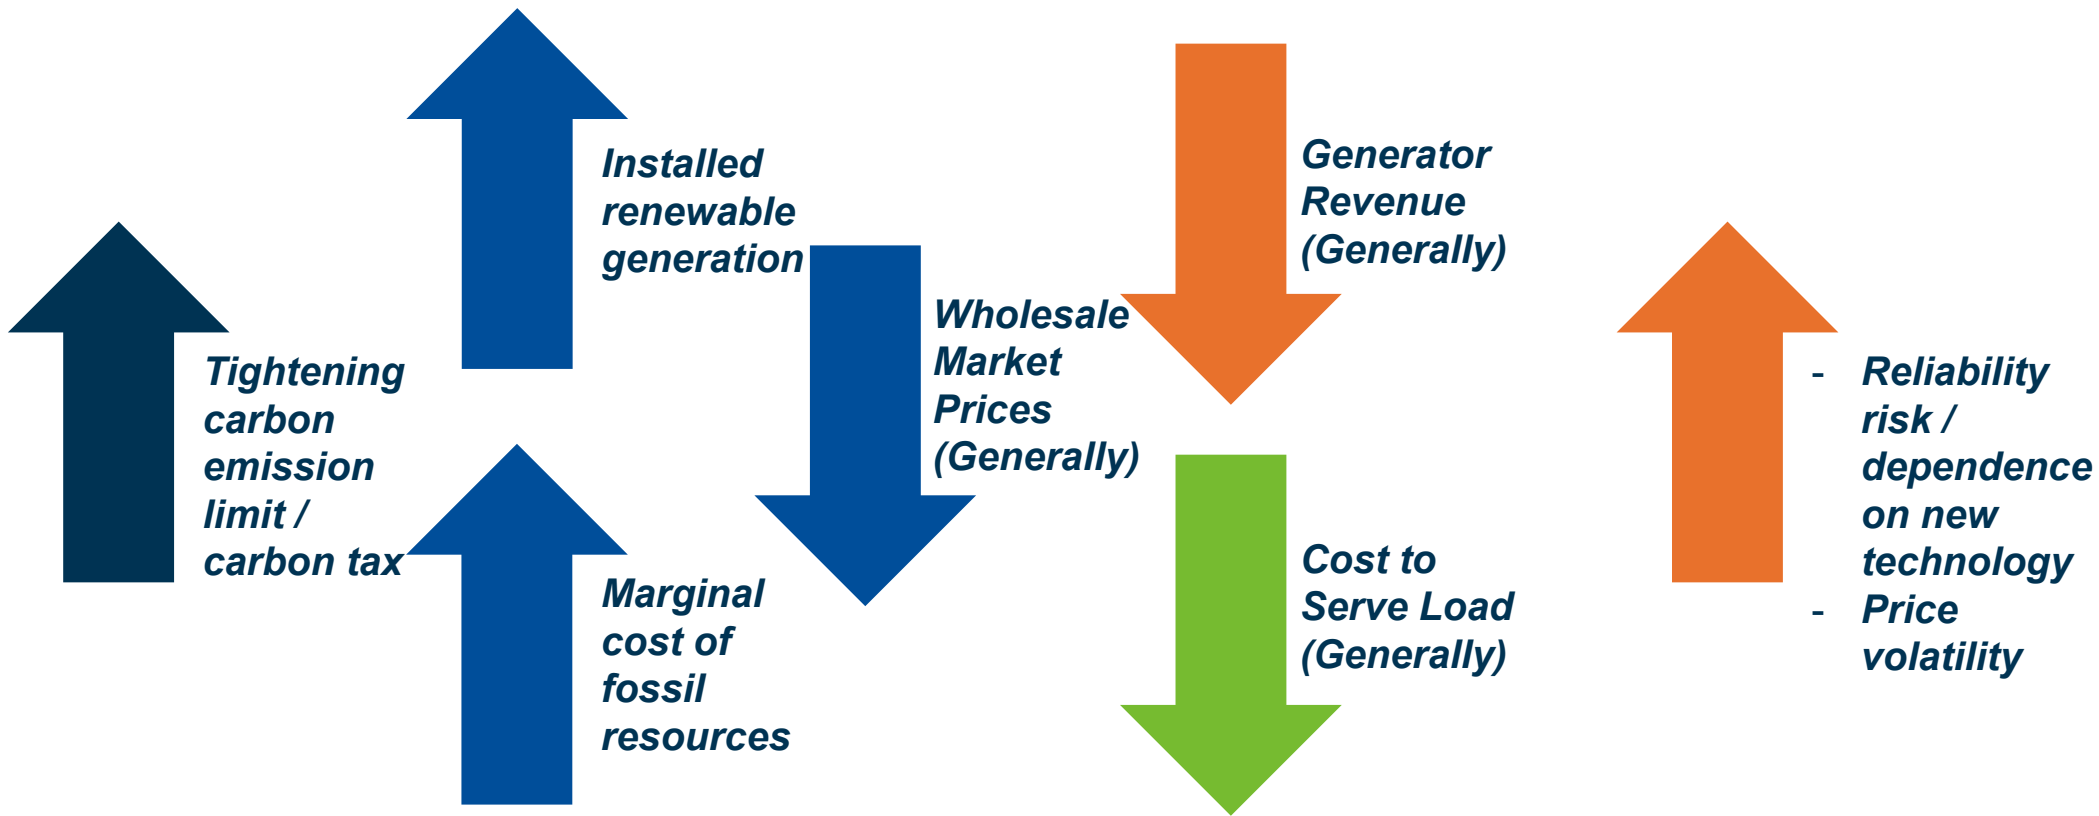 Tightening
carbon
emission
limit /
carbon tax
Installed
renewable
generation
Marginal
cost of
fossil
resources
Wholesale
Market
Prices
(Generally)
Generator
Revenue
(Generally)
Cost to
Serve Load
(Generally)
- Reliability
risk /
dependence
on new
technology
- Price
volatility